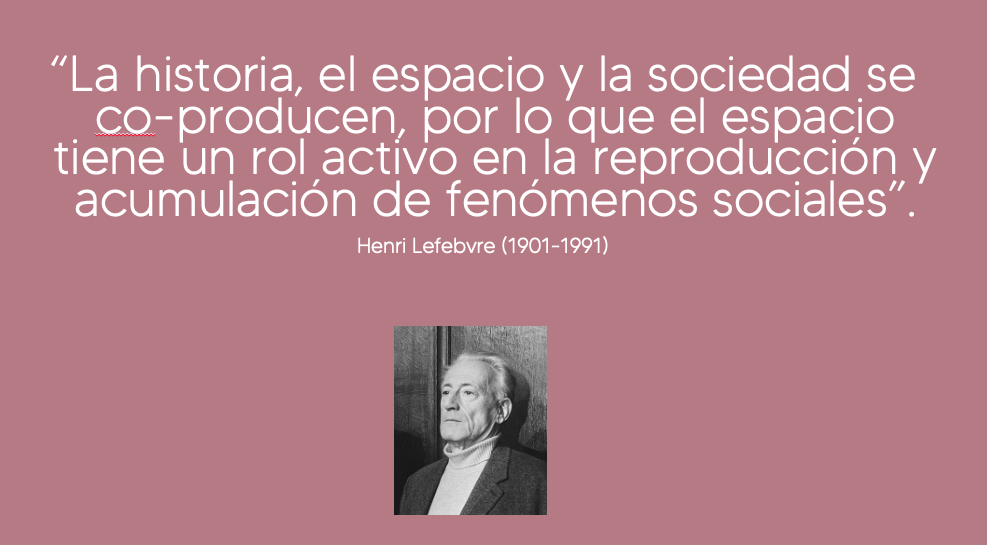 “La historia, el espacio y la sociedad se
co-producen, por lo que el espacio
tiene un rol activo en la reproducción y
acumulación de fenómenos sociales”.
Henri Lefebvre (1901-1991)